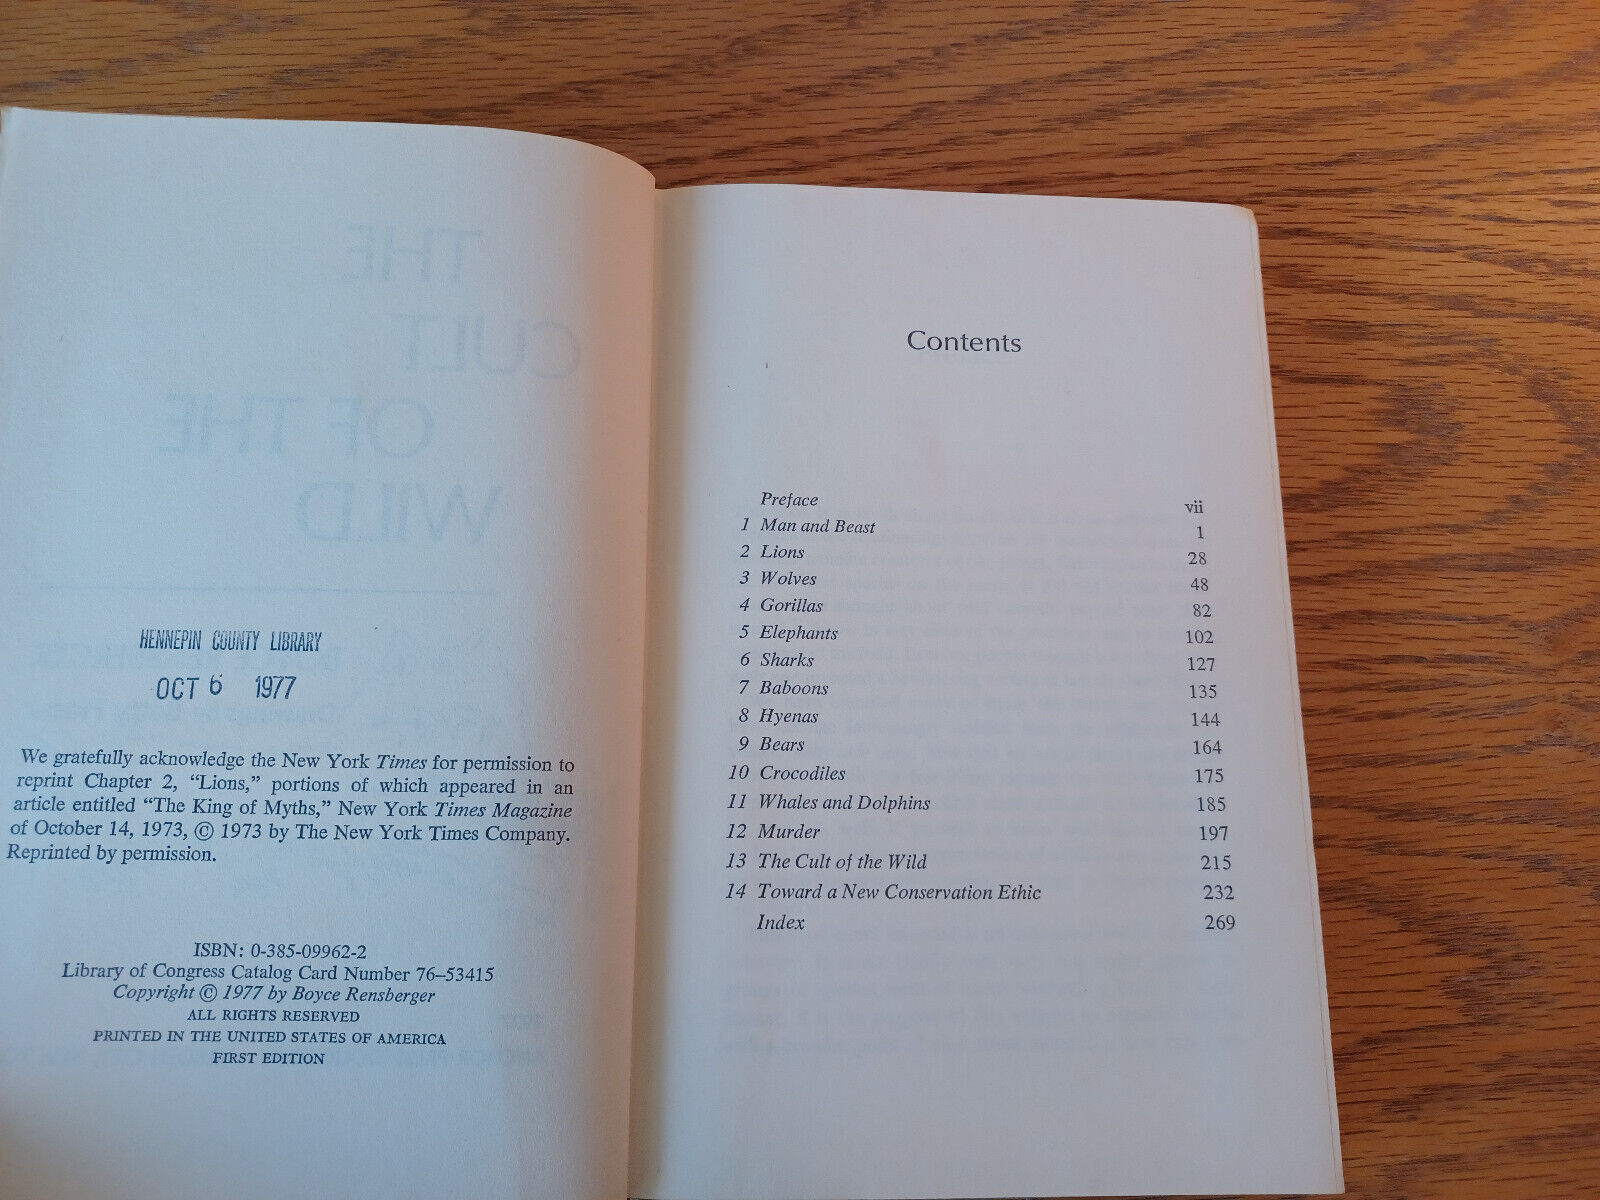 THE
CULT
OF THE
WILD
HENNEPIN COUNTY LIBRARY
OCT 6 1977
We gratefully acknowledge the New York Times for permission to
reprint Chapter 2, “Lions,” portions of which appeared in an
article entitled “The King of Myths,” New York Times Magazine
of October 14, 1973, © 1973 by The New York Times Company.
Reprinted by permission.
ISBN: 0-385-09962-2
Library of Congress Catalog Card Number 76–53415
Copyright © 1977 by Boyce Rensberger
ALL RIGHTS RESERVED
PRINTED IN THE UNITED STATES OF AMERICA
FIRST EDITION
Contents
Preface vii
1 Man and Beast 1
2 Lions 28
3 Wolves 48
4 Gorillas 82
5 Elephants 102
6 Sharks 127
7 Baboons 135
8 Hyenas 144
9 Bears 164
10 Crocodiles 175
11 Whales and Dolphins 185
12 Murder 197
13 The Cult of the Wild 215
14 Toward a New Conservation Ethic 232
Index 269